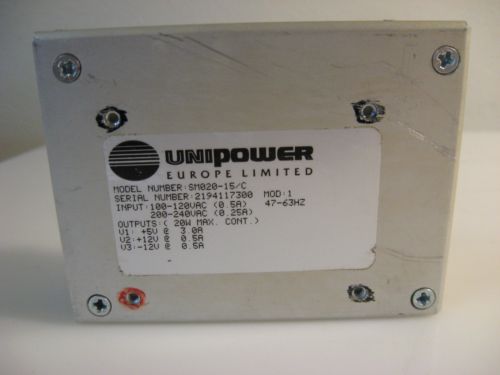 UNIPOWER
EUROPE LIMITED
MODEL NUMBER:SM020-15/C
SERIAL NUMBER:2194117300 MOD:1
INPUT:100-120VAC (0.5A) 47-63HZ
200-240VAC (0.25A)
OUTPUTS:( 20W MAX. CONT.)
V1: +5V @ 3.0A
V2:+12V @ 0.5A
V3:-12V @ 0.5A